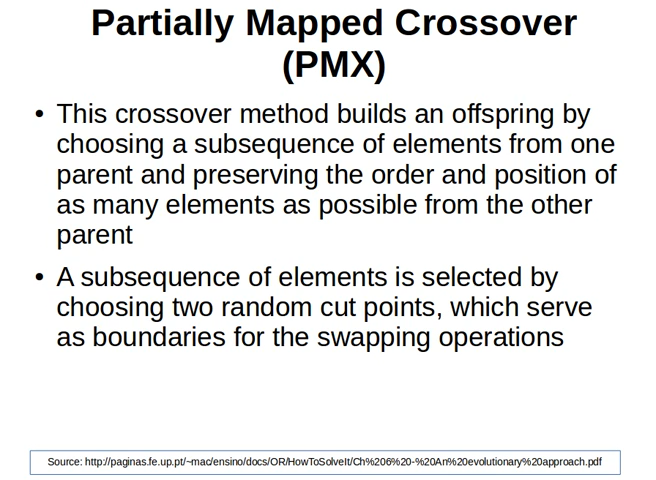 Partially Mapped Crossover
(PMX)
• This crossover method builds an offspring by
choosing a subsequence of elements from one
parent and preserving the order and position of
as many elements as possible from the other
parent
• A subsequence of elements is selected by
choosing two random cut points, which serve
as boundaries for the swapping operations
Source: http://paginas.fe.up.pt/~mac/ensino/docs/OR/HowToSolveIt/Ch%206%20-%20An%20evolutionary%20approach.pdf